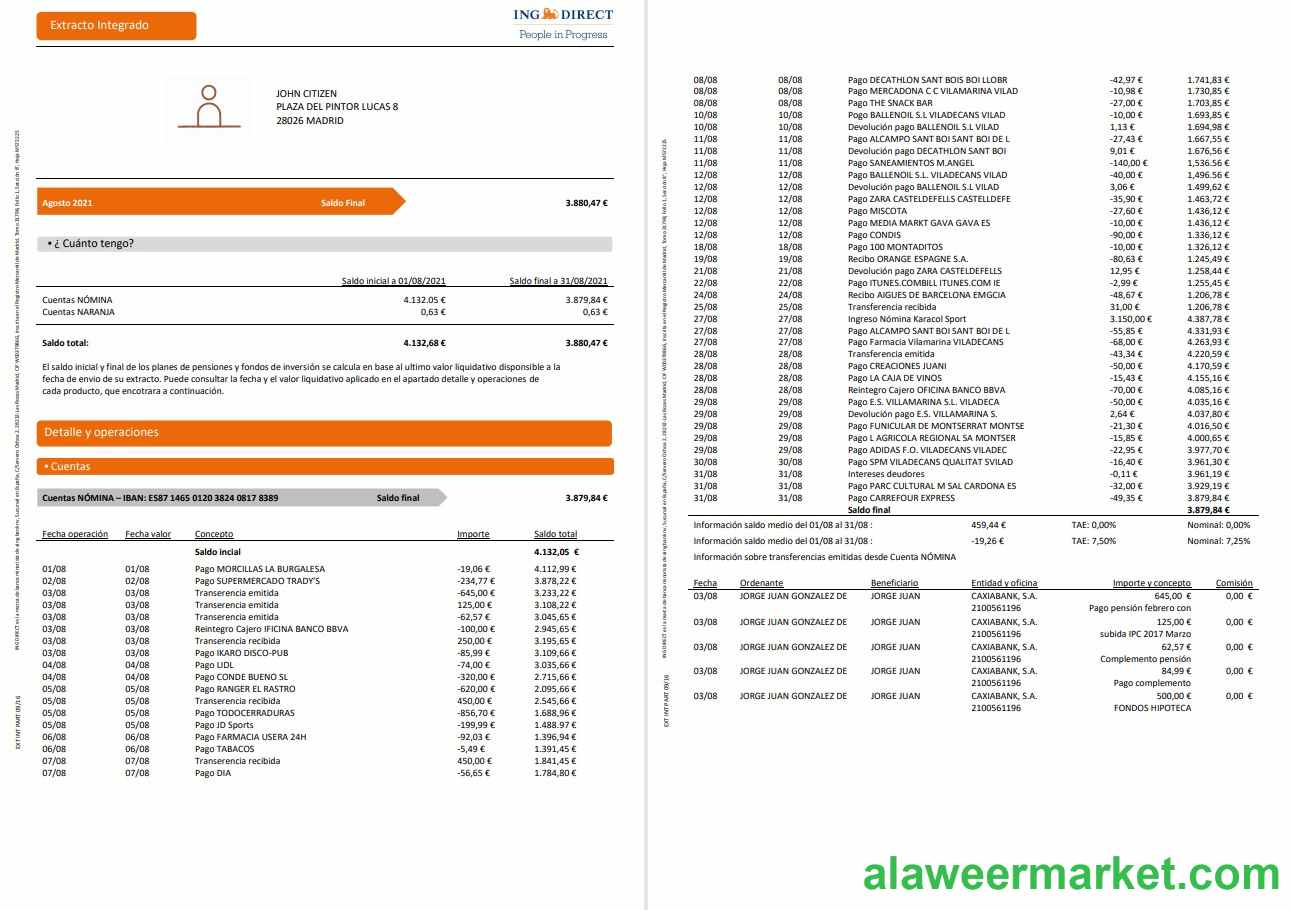 Extracto Integrado
ING DIRECT
People in Progress
JOHN CITIZEN
PLAZA DEL PINTOR LUCAS 8
28026 MADRID
Agosto 2021 Saldo Final 3.880,47 €
• ¿ Cuánto tengo?
Saldo inicial a 01/08/2021 Saldo final a 31/08/2021
Cuentas NÓMINA 4.132.05 € 3.879,84 €
Cuentas NARANJA 0,63 € 0,63 €
Saldo total: 4.132,68 € 3.880,47 €
El saldo inicial y final de los planes de pensiones y fondos de inversión se calcula en base al ultimo valor liquidativo disponible a la
fecha de envio de su extracto. Puede consultar la fecha y el valor liquidativo aplicado en el apartado detalle y operaciones de
cada producto, que encotrara a continuación.
Detalle y operaciones
• Cuentas
Cuentas NÓMINA – IBAN: ES87 1465 0120 3824 0817 8389 Saldo final 3.879,84 €
Fecha operación Fecha valor Concepto Importe Saldo total
Saldo incial 4.132,05 €
01/08 01/08 Pago MORCILLAS LA BURGALESA -19,06 € 4.112,99 €
02/08 02/08 Pago SUPERMERCADO TRADY'S -234,77 € 3.878,22 €
03/08 03/08 Transerencia emitida -645,00 € 3.233,22 €
03/08 03/08 Transerencia emitida 125,00 € 3.108,22 €
03/08 03/08 Transerencia emitida -62,57 € 3.045,65 €
03/08 03/08 Reintegro Cajero IFICINA BANCO BBVA -100,00 € 2.945,65 €
03/08 03/08 Transerencia recibida 250,00 € 3.195,65 €
03/08 03/08 Pago IKARO DISCO-PUB -85,99 € 3.109,66 €
04/08 04/08 Pago LIDL -74,00 € 3.035,66 €
04/08 04/08 Pago CONDE BUENO SL -320,00 € 2.715,66 €
05/08 05/08 Pago RANGER EL RASTRO -620,00 € 2.095,66 €
05/08 05/08 Transerencia recibida 450,00 € 2.545,66 €
05/08 05/08 Pago TODOCERRADURAS -856,70 € 1.688,96 €
05/08 05/08 Pago JD Sports -199,99 € 1.488.97 €
06/08 06/08 Pago FARMACIA USERA 24H -92,03 € 1.396,94 €
06/08 06/08 Pago TABACOS -5,49 € 1.391,45 €
07/08 07/08 Transerencia recibida 450,00 € 1.841,45 €
07/08 07/08 Pago DIA -56,65 € 1.784,80 €
EXT INT PART 09/16
08/08 08/08 Pago DECATHLON SANT BOIS BOI LLOBR -42,97 € 1.741,83 €
08/08 08/08 Pago MERCADONA C C VILAMARINA VILAD -10,98 € 1.730,85 €
08/08 08/08 Pago THE SNACK BAR -27,00 € 1.703,85 €
10/08 10/08 Pogo BALLENOIL S.L VILADECANS VILAD -10,00 € 1.693,85 €
10/08 10/08 Devolución pago BALLENOIL S.L VILAD 1,13 € 1.694,98 €
11/08 11/08 Pago ALCAMPO SANT BOI SANT BOI DE L -27,43 € 1.667,55 €
11/08 11/08 Devolución pago DECATHLON SANT BOI 9,01 € 1.676,56 €
11/08 11/08 Pago SANEAMIENTOS M.ANGEL -140,00 € 1,536.56 €
12/08 12/08 Pago BALLENOIL S.L. VILADECANS VILAD -40,00 € 1,496.56 €
12/08 12/08 Devolución pago BALLENOIL S.L VILAD 3,06 € 1.499,62 €
12/08 12/08 Pago ZARA CASTELDEFELLS CASTELLDEFE -35,90 € 1.463,72 €
12/08 12/08 Pago MISCOTA -27,60 € 1.436,12 €
12/08 12/08 Pago MEDIA MARKT GAVA GAVA ES -10,00 € 1.436,12 €
12/08 12/08 Pago CONDIS -90,00 € 1.336,12 €
18/08 18/08 Pago 100 MONTADITOS -10,00 € 1.326,12 €
19/08 19/08 Recibo ORANGE ESPAGNE S.A. -80,63 € 1.245,49 €
21/08 21/08 Devolución pago ZARA CASTELDEFELLS 12,95 € 1.258,44 €
22/08 22/08 Pago ITUNES.COMBILL ITUNES.COM IE -2,99 € 1.255,45 €
24/08 24/08 Recibo AIGUES DE BARCELONA EMGCIA -48,67 € 1.206,78 €
25/08 25/08 Transferencia recibida 31,00 € 1.206,78 €
27/08 27/08 Ingreso Nómina Karacol Sport 3.150,00 € 4.387,78 €
27/08 27/08 Pago ALCAMPO SANT BOI SANT BOI DE L -55,85 € 4.331,93 €
27/08 27/08 Pago Farmacia Vilamarina VILADECANS -68,00 € 4.263,93 €
28/08 28/08 Transferencia emitida -43,34 € 4.220,59 €
28/08 28/08 Pago CREACIONES JUANI -50,00 € 4.170,59 €
28/08 28/08 Pago LA CAJA DE VINOS -15,43 € 4.155,16 €
28/08 28/08 Reintegro Cajero OFICINA BANCO BBVA -70,00 € 4.085,16 €
29/08 29/08 Pago E.S. VILLAMARINA S.L. VILADECA -50,00 € 4.035,16 €
29/08 29/08 Devolución pago E.S. VILLAMARINA S. 2,64 € 4.037,80 €
29/08 29/08 Pago FUNICULAR DE MONTSERRAT MONTSE -21,30 € 4.016,50 €
29/08 29/08 Pago L AGRICOLA REGIONAL SA MONTSER -15,85 € 4.000,65 €
29/08 29/08 Pago ADIDAS F.O. VILADECANS VILADEC -22,95 € 3.977,70 €
30/08 30/08 Pago SPM VILADECANS QUALITAT SVILAD -16,40 € 3.961,30 €
31/08 31/08 Intereses deudores -0,11 € 3.961,19 €
31/08 31/08 Pago PARC CULTURAL M SAL CARDONA ES -32,00 € 3.929,19 €
31/08 31/08 Pago CARREFOUR EXPRESS -49,35 € 3.879,84 €
Saldo final 3.879,84 €
Información saldo medio del 01/08 al 31/08 : 459,44 € TAE: 0,00% Nominal: 0,00%
Información saldo medio del 01/08 al 31/08 : -19,26 € TAE: 7,50% Nominal: 7,25%
Información sobre transferencias emitidas desde Cuenta NÓMINA
Fecha Ordenante Beneficiario Entidad y oficina Importe y concepto Comisión
03/08 JORGE JUAN GONZALEZ DE JORGE JUAN CAXIABANK, S.A. 645,00 € 0,00 €
2100561196 Pago pensión febrero con
03/08 JORGE JUAN GONZALEZ DE JORGE JUAN CAXIABANK, S.A. 125,00 € 0,00 €
2100561196 subida IPC 2017 Marzo
03/08 JORGE JUAN GONZALEZ DE JORGE JUAN CAXIABANK, S.A. 62,57 € 0,00 €
2100561196 Complemento pensión
03/08 JORGE JUAN GONZALEZ DE JORGE JUAN CAXIABANK, S.A. 84,99 € 0,00 €
2100561196 Pago complemento
03/08 JORGE JUAN GONZALEZ DE JORGE JUAN CAXIABANK, S.A. 500,00 € 0,00 €
2100561196 FONDOS HIPOTECA
EXT INT PART 09/16
alaweermarket.com